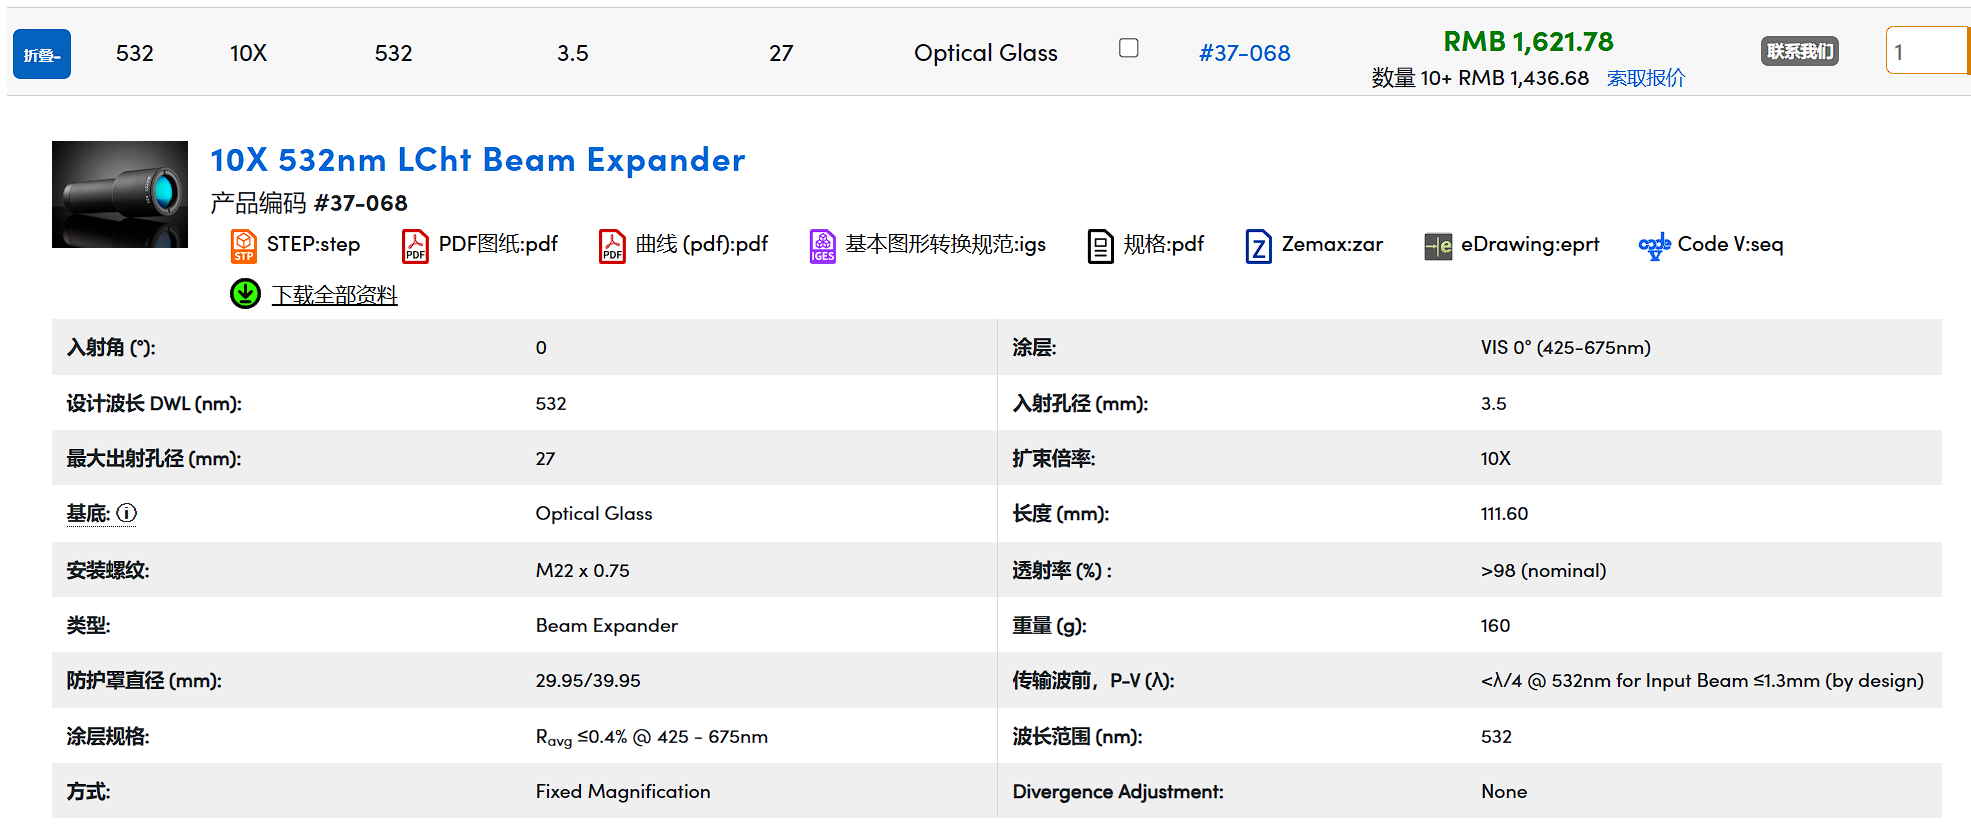 折叠-
532
10X
532
3.5
27
Optical Glass
#37-068
RMB 1,621.78
数量 10+ RMB 1,436.68 索取报价
联系我们
1
10X 532nm LCht Beam Expander
产品编码 #37-068
STEP:step
PDF图纸:pdf
曲线 (pdf):pdf
基本图形转换规范:igs
规格:pdf
Zemax:zar
eDrawing:eprt
Code V:seq
下载全部资料
入射角 (°): 0
涂层: VIS 0° (425-675nm)
设计波长 DWL (nm): 532
入射孔径 (mm): 3.5
最大出射孔径 (mm): 27
扩束倍率: 10X
基底: Optical Glass
长度 (mm): 111.60
安装螺纹: M22 x 0.75
透射率 (%) : >98 (nominal)
类型: Beam Expander
重量 (g): 160
防护罩直径 (mm): 29.95/39.95
传输波前，P-V (λ): <λ/4 @ 532nm for Input Beam ≤1.3mm (by design)
涂层规格: Ravg ≤0.4% @ 425 - 675nm
波长范围 (nm): 532
方式: Fixed Magnification
Divergence Adjustment: None